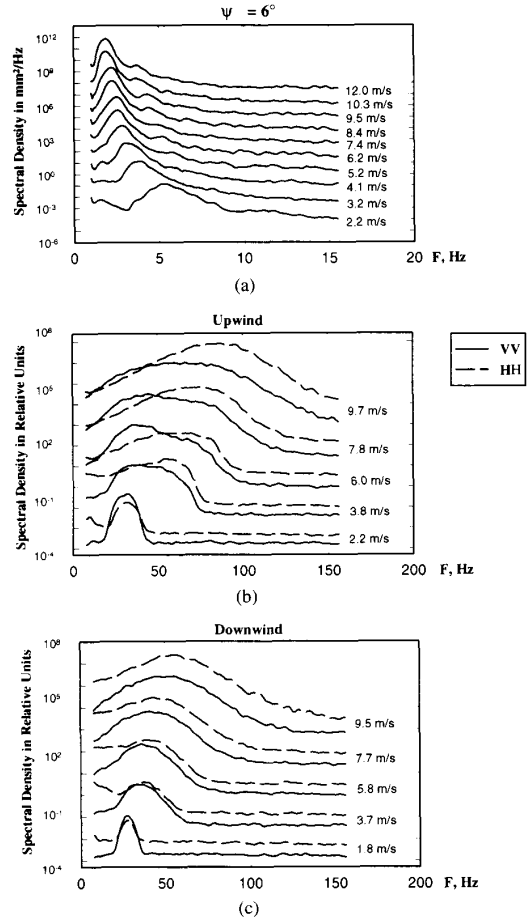 ψ = 6°
Spectral Density in mm²/Hz
10¹²
10⁹
10⁶
10³
10⁰
10⁻³
10⁻⁶
12.0 m/s
10.3 m/s
9.5 m/s
8.4 m/s
7.4 m/s
6.2 m/s
5.2 m/s
4.1 m/s
3.2 m/s
2.2 m/s
0 5 10 15 20 F, Hz
(a)
Upwind
Spectral Density in Relative Units
10⁸
10⁵
10²
10⁻¹
10⁻⁴
9.7 m/s
7.8 m/s
6.0 m/s
3.8 m/s
2.2 m/s
0 50 100 150 200 F, Hz
(b)
VV
HH
Downwind
Spectral Density in Relative Units
10⁸
10⁵
10²
10⁻¹
10⁻⁴
9.5 m/s
7.7 m/s
5.8 m/s
3.7 m/s
1.8 m/s
0 50 100 150 200 F, Hz
(c)